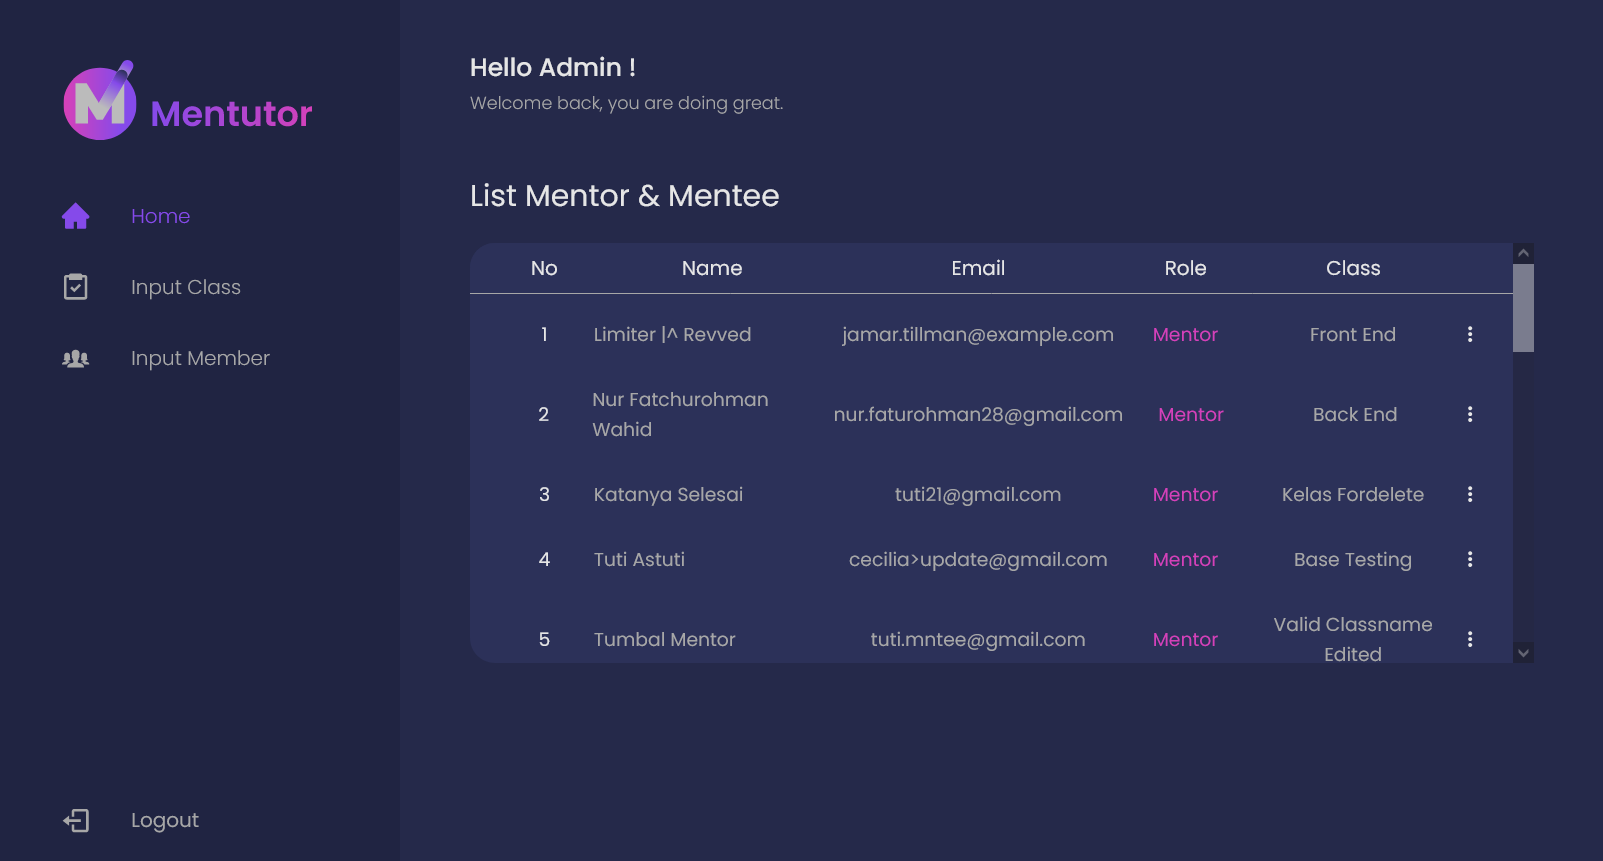 Mentutor
Home
Input Class
Input Member
Logout
Hello Admin !
Welcome back, you are doing great.
List Mentor & Mentee
No Name Email Role Class
1 Limiter |^ Revved jamar.tillman@example.com Mentor Front End
2 Nur Fatchurohman Wahid nur.faturohman28@gmail.com Mentor Back End
3 Katanya Selesai tuti21@gmail.com Mentor Kelas Fordelete
4 Tuti Astuti cecilia>update@gmail.com Mentor Base Testing
5 Tumbal Mentor tuti.mntee@gmail.com Mentor Valid Classname Edited